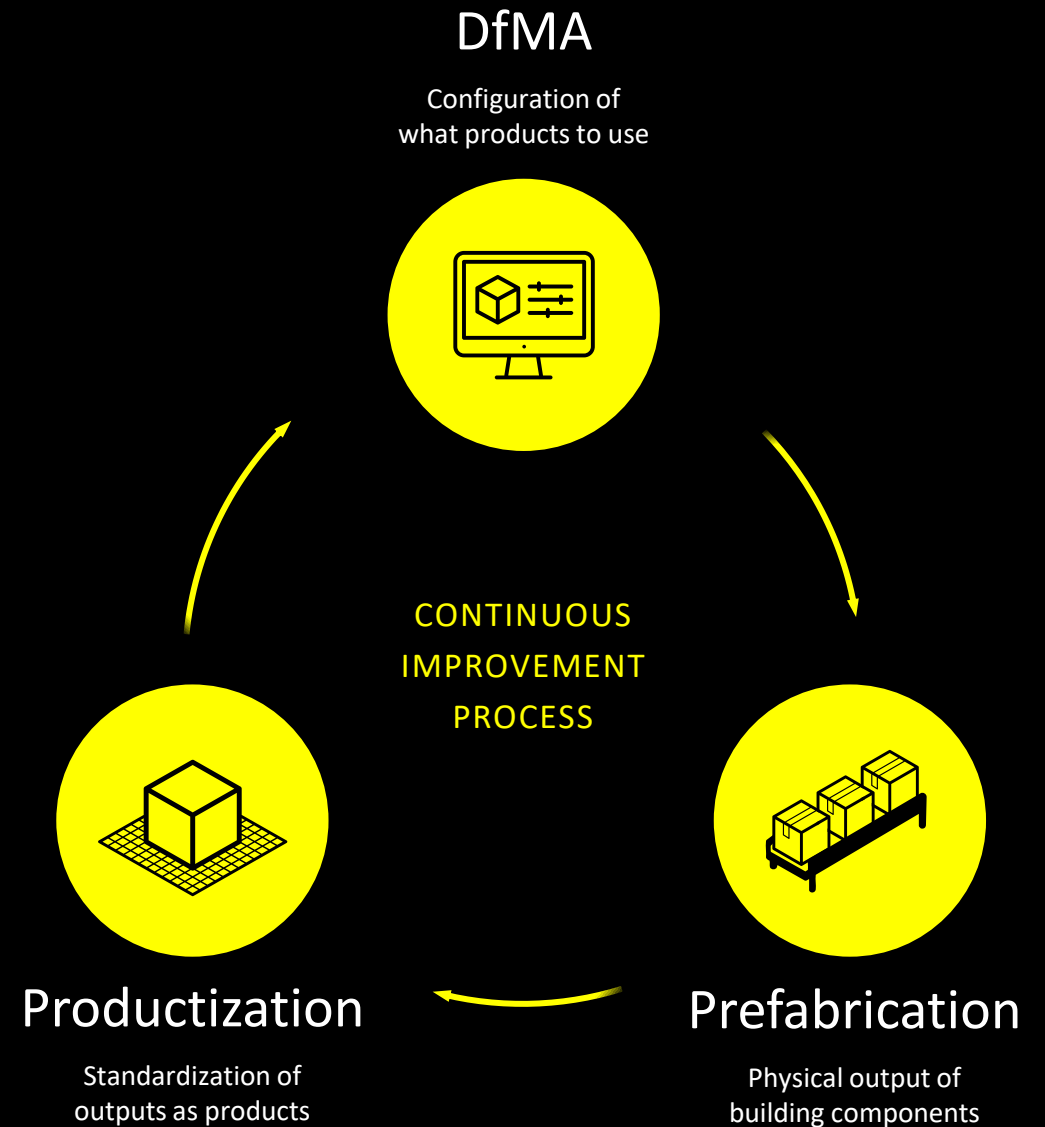 DfMA
Configuration of
what products to use
CONTINUOUS
IMPROVEMENT
PROCESS
Productization
Standardization of
outputs as products
Prefabrication
Physical output of
building components